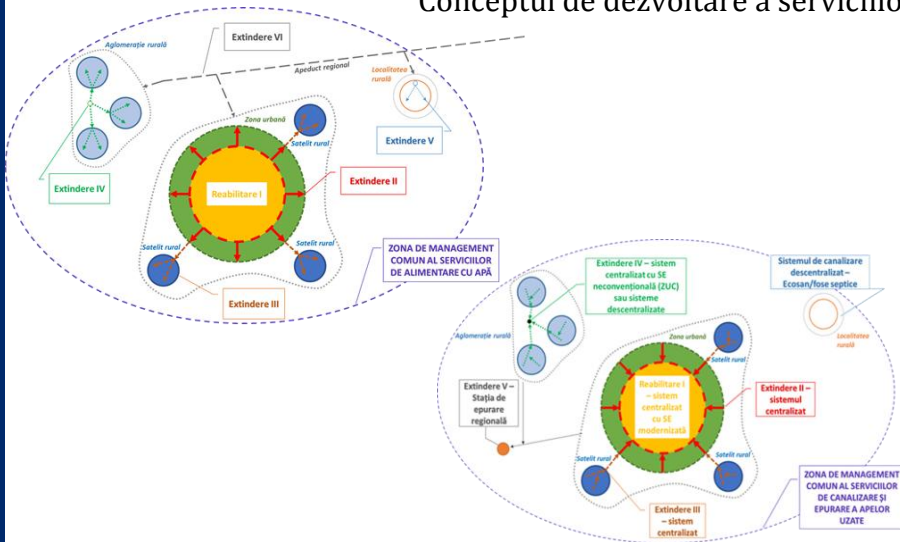 Conceptul de dezvoltare a
Aglomerație rurală
Extindere VI
Apeduct regional
Localitatea
rurală
Zona urbană
Satelit rural
Extindere V
Extindere IV
Reabilitare I
Extindere II
Satelit rural
Satelit rural
Extindere III
ZONA DE MANAGEMENT
COMUN AL SERVICIILOR
DE ALIMENTARE CU APĂ
Extindere IV – sistem
centralizat cu SE
neconvențională (ZUC)
sau sisteme
descentralizate
Sistemul de canalizare
descentralizat –
Ecosan/fose septice
Aglomerație rurală
Zona urbană
Satelit rural
Localitatea
rurală
Extindere V –
Stația de
epurare
regională
Reabilitare I
– sistem
centralizat
cu SE
modernizată
Extindere II –
sistemul
centralizat
Satelit rural
Satelit rural
Extindere III
– sistem
centralizat
ZONA DE MANAGEMENT
COMUN AL SERVICIILOR
DE CANALIZARE ȘI
EPURARE A APELOR
UZATE